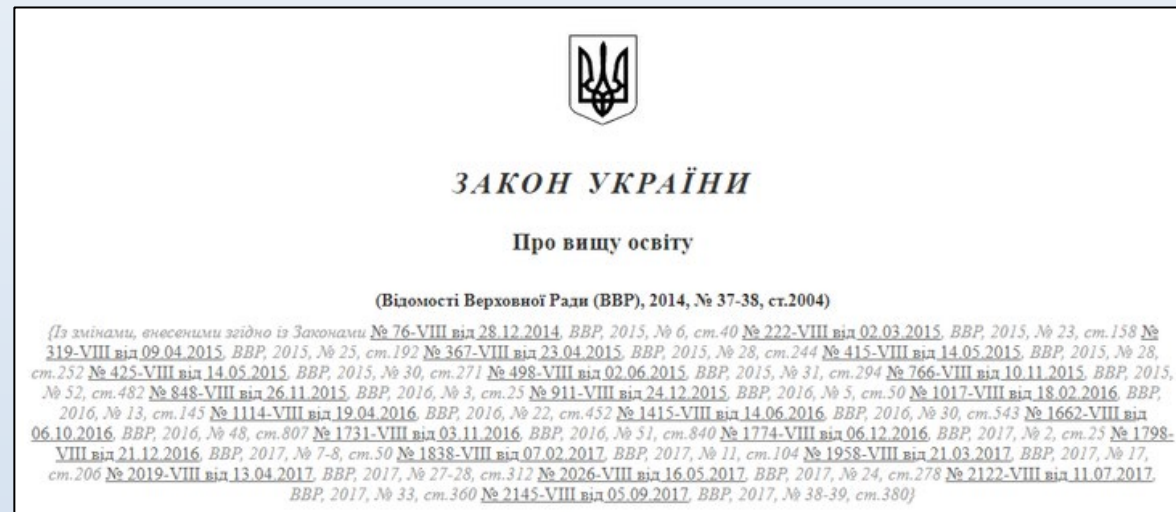 ЗАКОН УКРАЇНИ
Про вищу освіту
(Відомості Верховної Ради (ВВР), 2014, № 37-38, ст.2004)
{Із змінами, внесеними згідно із Законами № 76-VIII від 28.12.2014, ВВР, 2015, № 6, ст.40 № 222-VIII від 02.03.2015, ВВР, 2015, № 23, ст.158 №
319-VIII від 09.04.2015, ВВР, 2015, № 25, ст.192 № 367-VIII від 23.04.2015, ВВР, 2015, № 28, ст.244 № 415-VIII від 14.05.2015, ВВР, 2015, № 28,
ст.252 № 425-VIII від 14.05.2015, ВВР, 2015, № 30, ст.271 № 498-VIII від 02.06.2015, ВВР, 2015, № 31, ст.294 № 766-VIII від 10.11.2015, ВВР, 2015,
№ 52, ст.482 № 848-VIII від 26.11.2015, ВВР, 2016, № 3, ст.25 № 911-VIII від 24.12.2015, ВВР, 2016, № 5, ст.50 № 1017-VIII від 18.02.2016, ВВР,
2016, № 13, ст.145 № 1114-VIII від 19.04.2016, ВВР, 2016, № 22, ст.452 № 1415-VIII від 14.06.2016, ВВР, 2016, № 30, ст.543 № 1662-VIII від
06.10.2016, ВВР, 2016, № 48, ст.807 № 1731-VIII від 03.11.2016, ВВР, 2016, № 51, ст.840 № 1774-VIII від 06.12.2016, ВВР, 2017, № 2, ст.25 № 1798-
VIII від 21.12.2016, ВВР, 2017, № 7-8, ст.50 № 1838-VIII від 07.02.2017, ВВР, 2017, № 11, ст.104 № 1958-VIII від 21.03.2017, ВВР, 2017, № 17,
ст.206 № 2019-VIII від 13.04.2017, ВВР, 2017, № 27-28, ст.312 № 2026-VIII від 16.05.2017, ВВР, 2017, № 24, ст.278 № 2122-VIII від 11.07.2017,
ВВР, 2017, № 33, ст.360 № 2145-VIII від 05.09.2017, ВВР, 2017, № 38-39, ст.380}